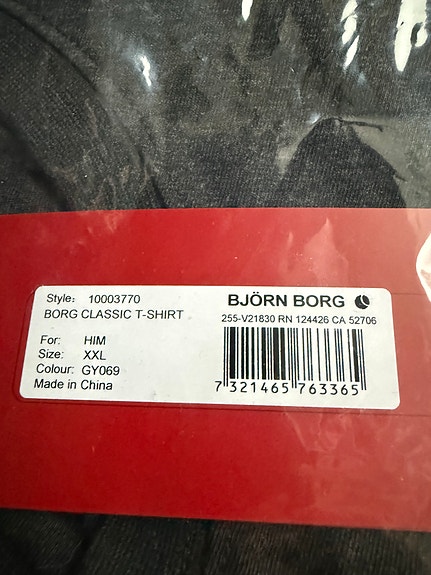 Style: 10003770
BORG CLASSIC T-SHIRT
For: HIM
Size: XXL
Colour: GY069
Made in China
BJÖRN BORG
255-V21830 RN 124426 CA 52706
7 321465 763365